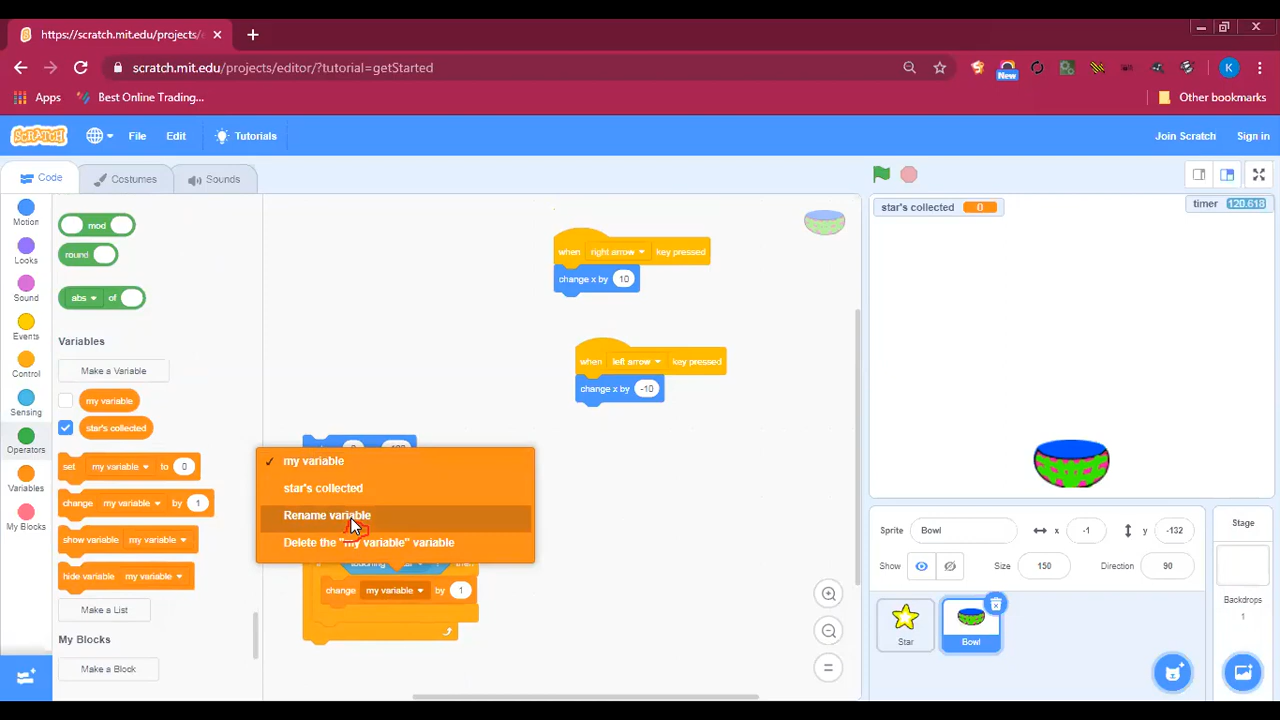 https://scratch.mit.edu/projects/e
scratch.mit.edu/projects/editor/?tutorial=getStarted
K
New
Apps
Best Online Trading...
Other bookmarks
SCRATCH
File
Edit
Tutorials
Join Scratch
Sign in
Code
Costumes
Sounds
Motion
Looks
Sound
Events
Control
Sensing
Operators
Variables
My Blocks
mod
round
abs of
Variables
Make a Variable
my variable
star's collected
set my variable to 0
change my variable by 1
show variable my variable
hide variable my variable
Make a List
My Blocks
Make a Block
when right arrow key pressed
change x by 10
when left arrow key pressed
change x by -10
my variable
star's collected
Rename variable
Delete the "my variable" variable
touching
then
change my variable by 1
star's collected 0
timer 120.618
Sprite Bowl x -1 y -132
Show Size 150 Direction 90
Star
Bowl
Stage
Backdrops
1